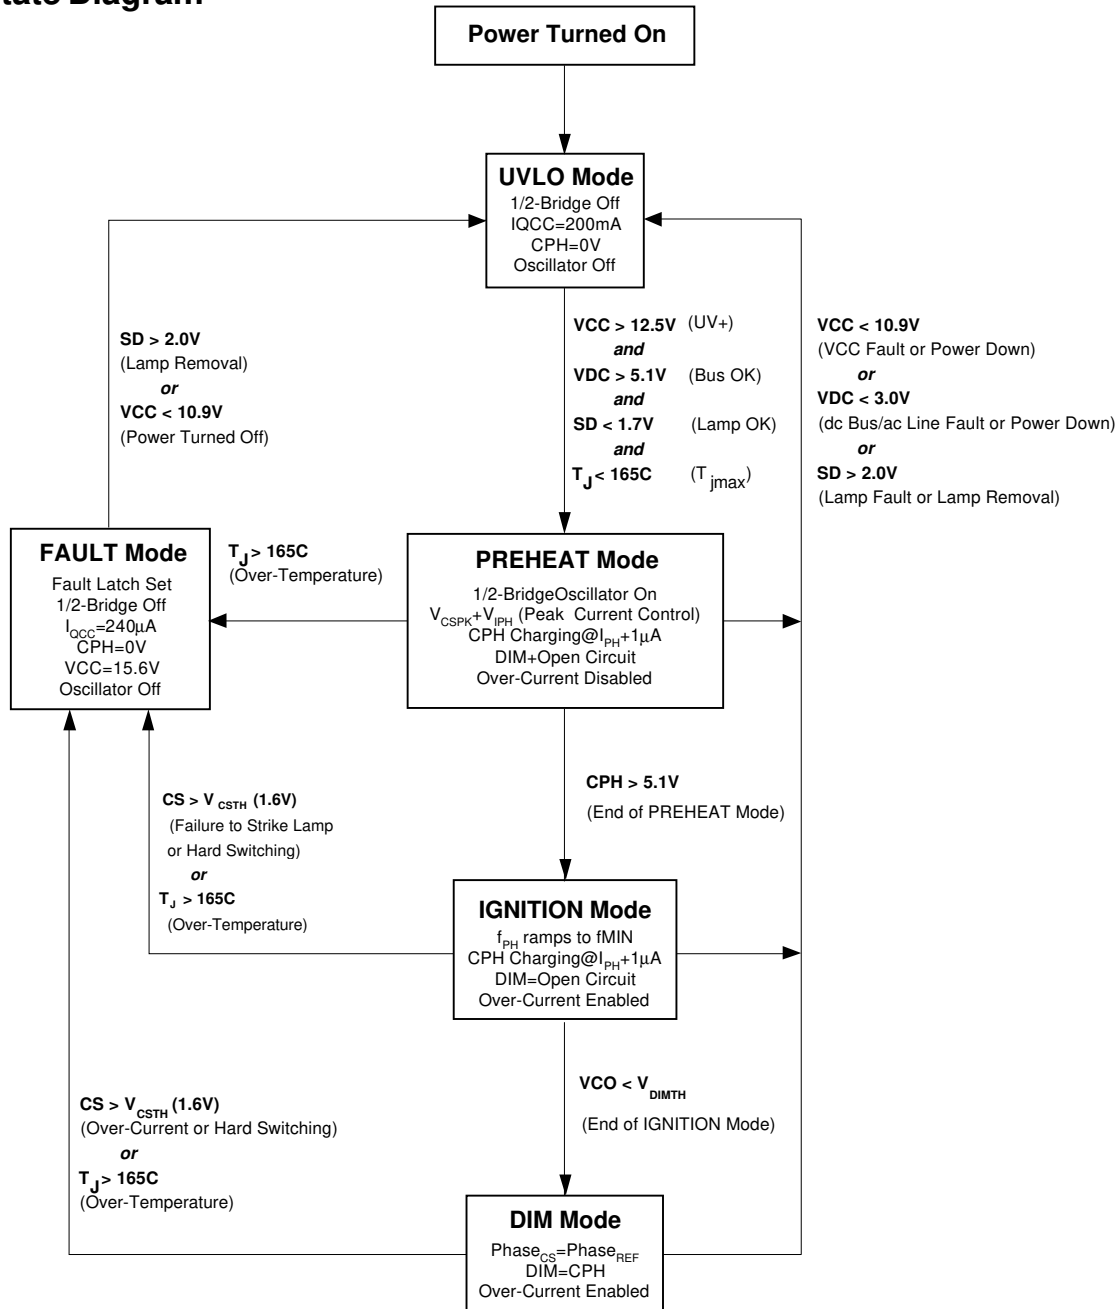 tate Diagram
Power Turned On
UVLO Mode
1/2-Bridge Off
IQCC=200mA
CPH=0V
Oscillator Off
SD > 2.0V
(Lamp Removal)
or
VCC < 10.9V
(Power Turned Off)
VCC > 12.5V (UV+)
and
VDC > 5.1V (Bus OK)
and
SD < 1.7V (Lamp OK)
and
TJ < 165C (Tjmax)
VCC < 10.9V
(VCC Fault or Power Down)
or
VDC < 3.0V
(dc Bus/ac Line Fault or Power Down)
or
SD > 2.0V
(Lamp Fault or Lamp Removal)
FAULT Mode
Fault Latch Set
1/2-Bridge Off
IQCC=240µA
CPH=0V
VCC=15.6V
Oscillator Off
TJ > 165C
(Over-Temperature)
PREHEAT Mode
1/2-BridgeOscillator On
VCSPK+VIPH (Peak Current Control)
CPH Charging@IPH+1µA
DIM+Open Circuit
Over-Current Disabled
CPH > 5.1V
(End of PREHEAT Mode)
CS > VCSTH (1.6V)
(Failure to Strike Lamp
or Hard Switching)
or
TJ > 165C
(Over-Temperature)
IGNITION Mode
fPH ramps to fMIN
CPH Charging@IPH+1µA
DIM=Open Circuit
Over-Current Enabled
VCO < VDIMTH
(End of IGNITION Mode)
CS > VCSTH (1.6V)
(Over-Current or Hard Switching)
or
TJ > 165C
(Over-Temperature)
DIM Mode
PhaseCS=PhaseREF
DIM=CPH
Over-Current Enabled